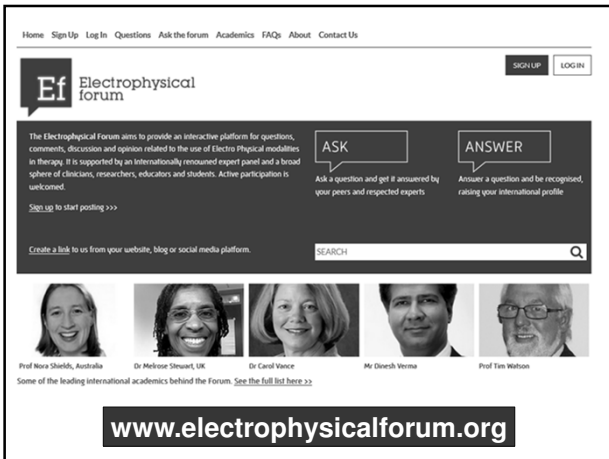 Home Sign Up Log In Questions Ask the forum Academics FAQs About Contact Us
SIGN UP LOG IN
Ef Electrophysical
forum
The Electrophysical Forum aims to provide an interactive platform for questions,
comments, discussion and opinion related to the use of Electro Physical modalities
in therapy. It is supported by an Internationally renouned expert panel and a broad
sphere of clinicians, researchers, educators and students. Active participation is
welcomed.
Sign up to start posting >>>
ASK
Ask a question and get it answered by
your peers and respected experts
ANSWER
Answer a question and be recognised,
raising your international profile
Create a link to us from your website, blog or social media platform.
SEARCH
Prof Nora Shields, Australia
Dr Melrose Stewart, UK
Dr Carol Vance
Mr Dinesh Verma
Prof Tim Watson
Some of the leading international academics behind the Forum. See the full list here >>
www.electrophysicalforum.org